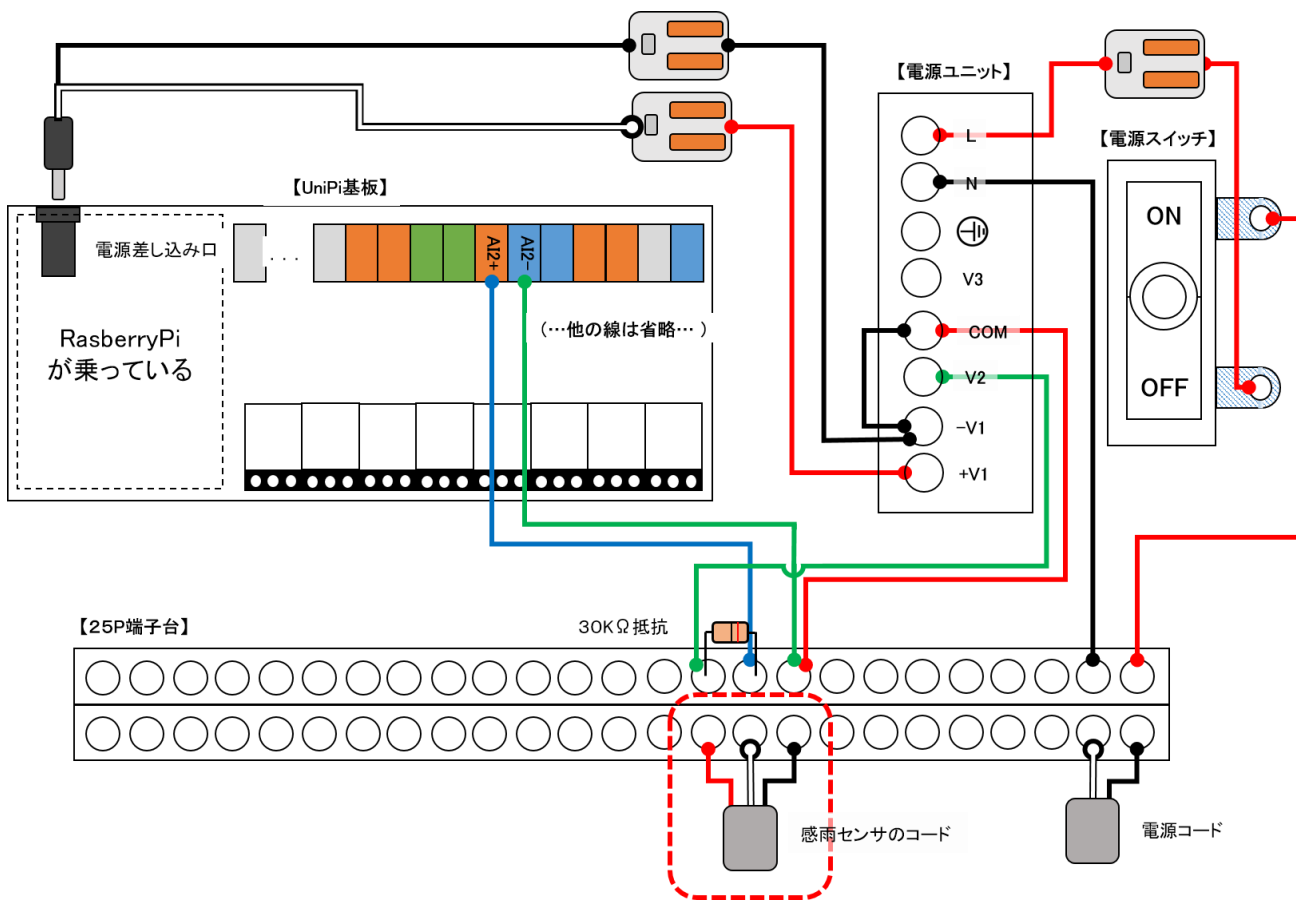 【電源ユニット】
【電源スイッチ】
L
N
V3
COM
V2
-V1
+V1
ON
OFF
【UniPi基板】
電源差し込み口
. . .
AI2+
AI2-
RasberryPi
が乗っている
(…他の線は省略…)
【25P端子台】
30KΩ抵抗
感雨センサのコード
電源コード